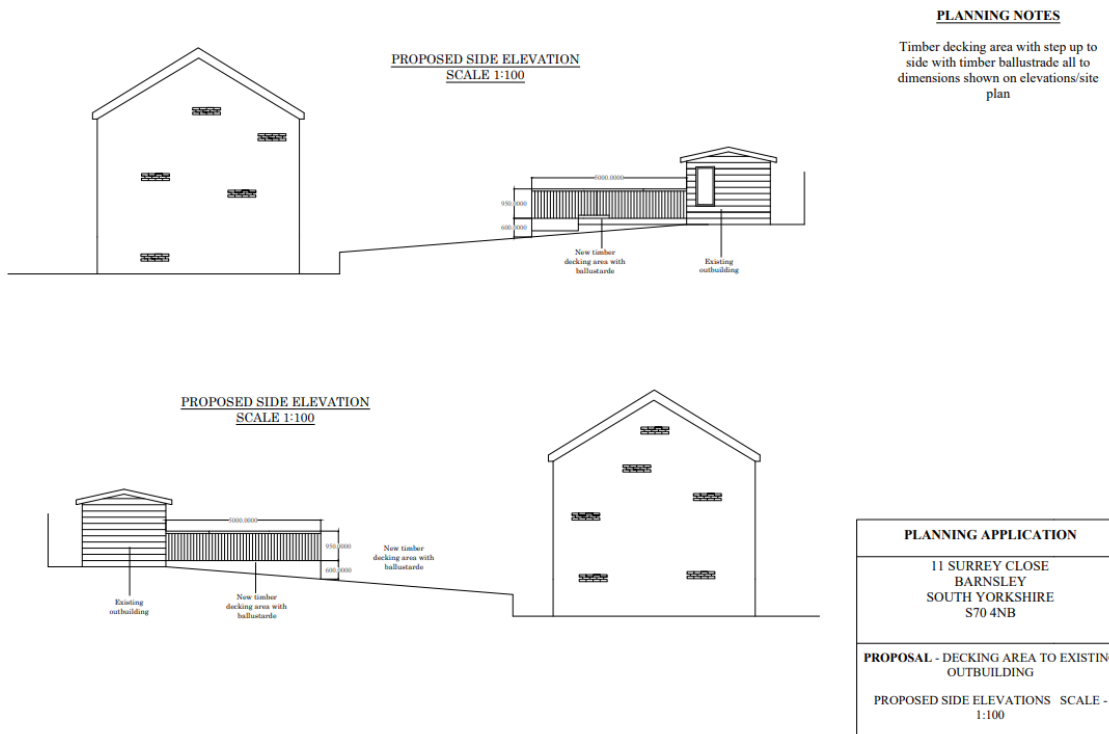 PLANNING NOTES
Timber decking area with step up to
side with timber ballustrade all to
dimensions shown on elevations/site
plan
PROPOSED SIDE ELEVATION
SCALE 1:100
5000.0000
950.0000
600.0000
New timber
decking area with
ballustarde
Existing
outbuilding
PROPOSED SIDE ELEVATION
SCALE 1:100
5000.0000
950.0000
600.0000
New timber
decking area with
ballustarde
Existing
outbuilding
New timber
decking area with
ballustarde
PLANNING APPLICATION
11 SURREY CLOSE
BARNSLEY
SOUTH YORKSHIRE
S70 4NB
PROPOSAL - DECKING AREA TO EXISTING
OUTBUILDING
PROPOSED SIDE ELEVATIONS SCALE -
1:100